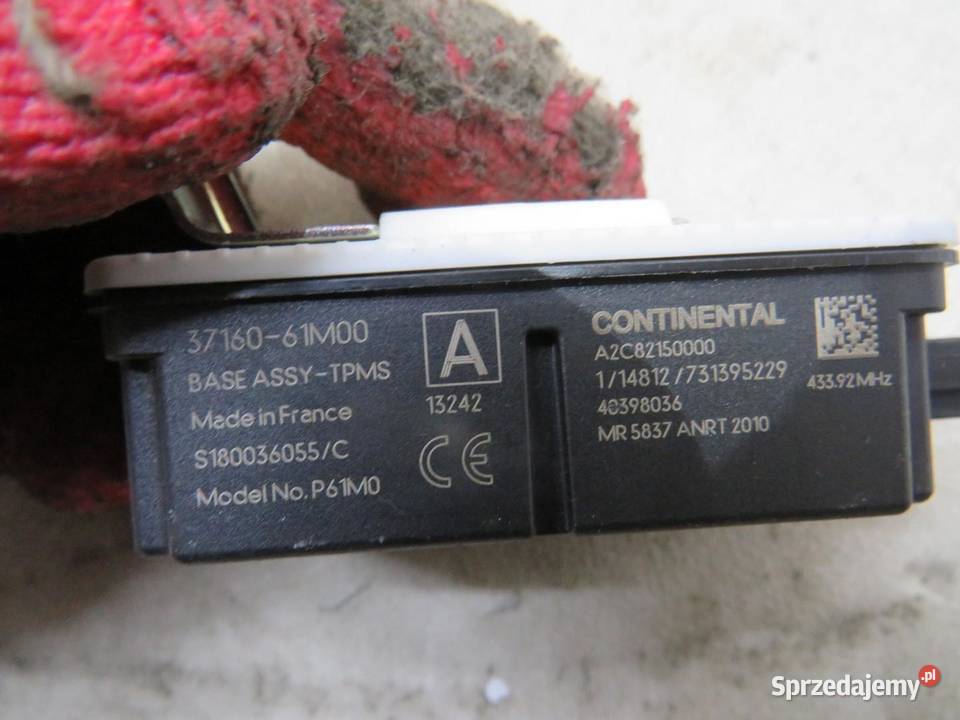 37160-61M00
BASE ASSY-TPMS
Made in France
S180036055/C
Model No. P61M0
A
13242
CE
CONTINENTAL
A2C82150000
1/14812/731395229
40398036
MR 5837 ANRT 2010
433.92MHz
Sprzedajemy.pl